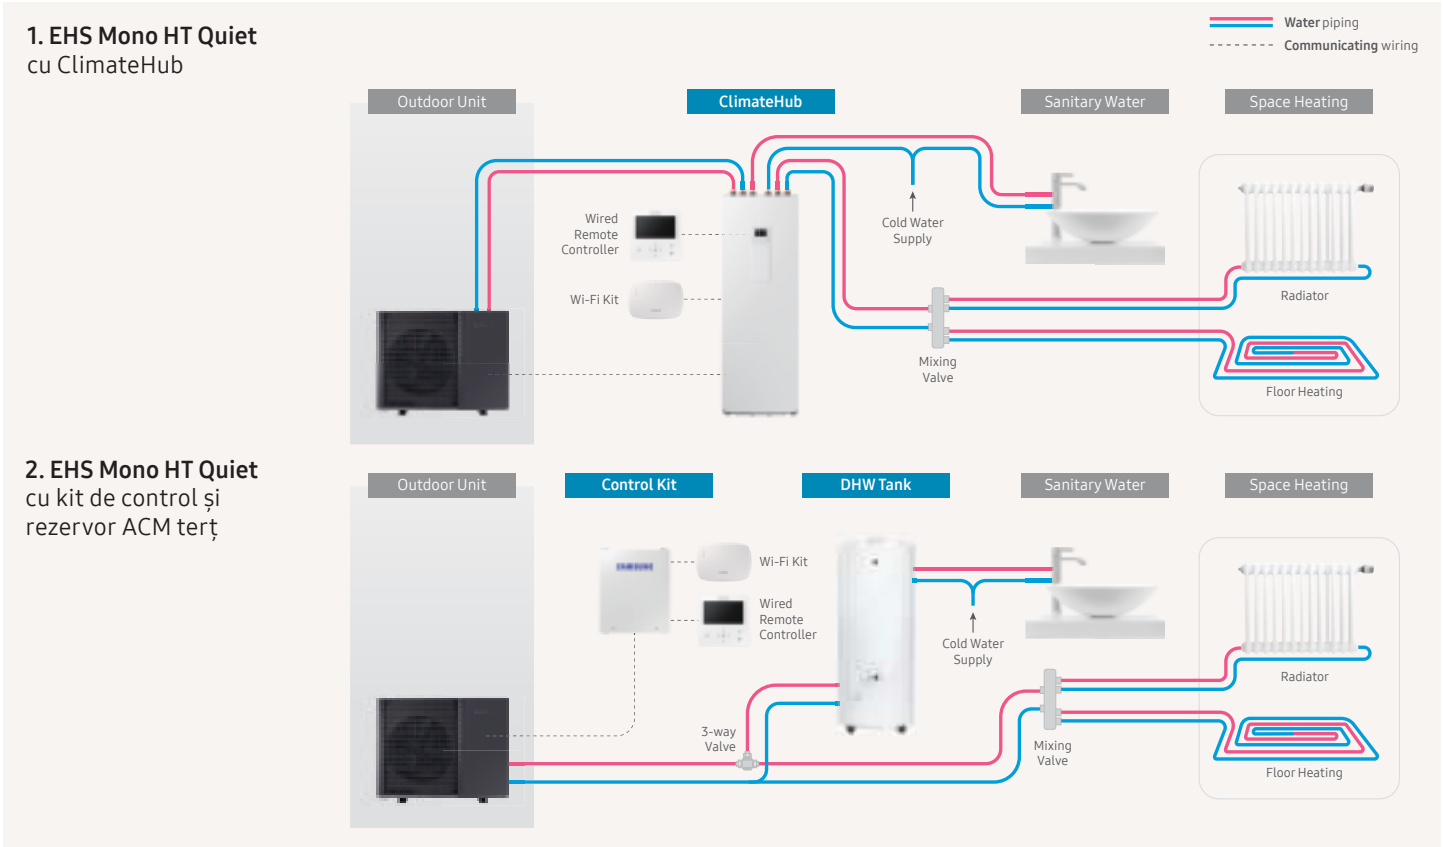 1. EHS Mono HT Quiet
cu ClimateHub
Water piping
Communicating wiring
Outdoor Unit
ClimateHub
Sanitary Water
Space Heating
Wired
Remote
Controller
Wi-Fi Kit
Cold Water
Supply
Mixing
Valve
Radiator
Floor Heating
2. EHS Mono HT Quiet
cu kit de control și
rezervor ACM terț
Outdoor Unit
Control Kit
DHW Tank
Sanitary Water
Space Heating
SAMSUNG
Wi-Fi Kit
Wired
Remote
Controller
Cold Water
Supply
3-way
Valve
Mixing
Valve
Radiator
Floor Heating